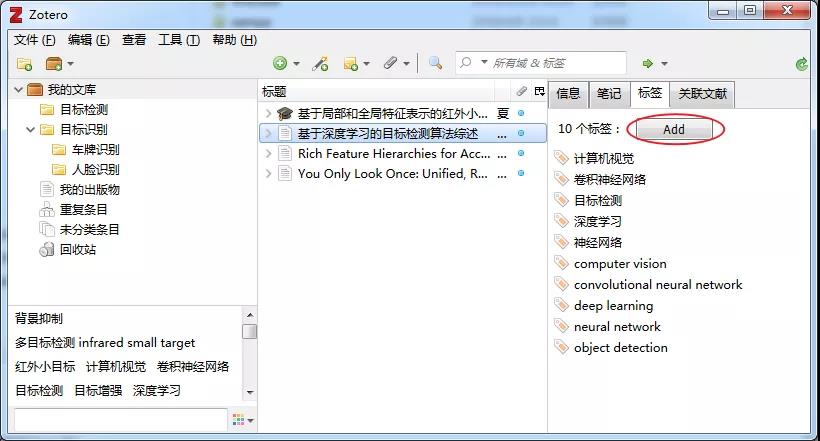 Zotero
文件 (F) 编辑 (E) 查看 工具 (T) 帮助 (H)
所有域 & 标签
我的文库
目标检测
目标识别
车牌识别
人脸识别
我的出版物
重复条目
未分类条目
回收站
背景抑制
多目标检测 infrared small target
红外小目标 计算机视觉 卷积神经网络
目标检测 目标增强 深度学习
标题
基于局部和全局特征表示的红外小... 夏
基于深度学习的目标检测算法综述 ...
Rich Feature Hierarchies for Acc... ...
You Only Look Once: Unified, R... ...
信息 笔记 标签 关联文献
10 个标签： Add
计算机视觉
卷积神经网络
目标检测
深度学习
神经网络
computer vision
convolutional neural network
deep learning
neural network
object detection